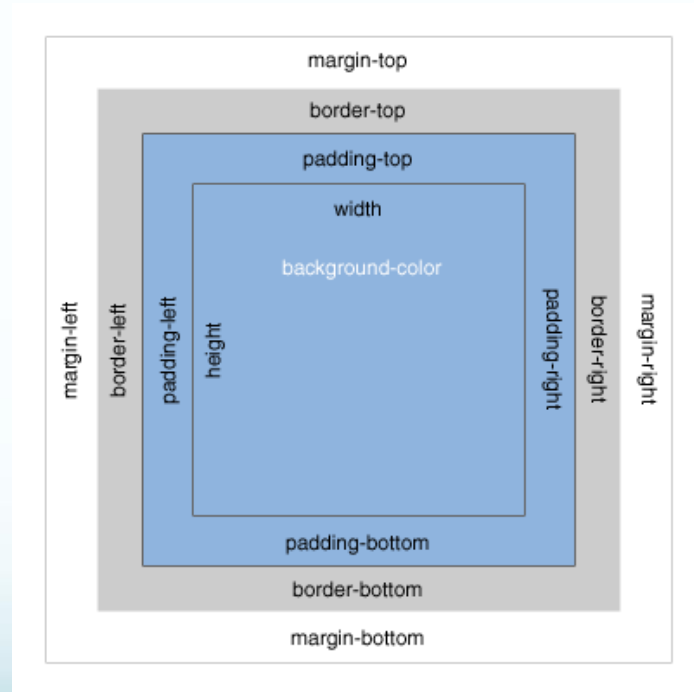 margin-top
border-top
padding-top
width
background-color
margin-left
border-left
padding-left
height
padding-right
border-right
margin-right
padding-bottom
border-bottom
margin-bottom